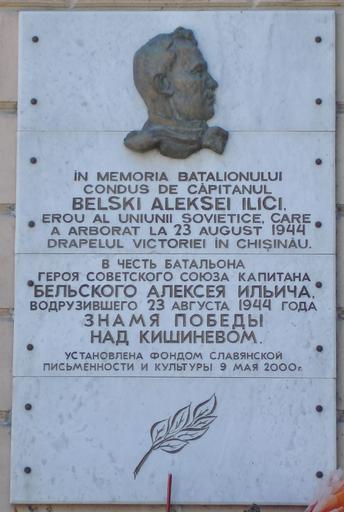 IN MEMORIA BATALIONULUI
CONDUS DE CĂPITANUL
BELSKI ALEKSEI ILICI,
EROU AL UNIUNII SOVIETICE, CARE
A ARBORAT LA 23 AUGUST 1944
DRAPELUL VICTORIEI ÎN CHIȘINĂU.
В ЧЕСТЬ БАТАЛЬОНА
ГЕРОЯ СОВЕТСКОГО СОЮЗА КАПИТАНА
БЕЛЬСКОГО АЛЕКСЕЯ ИЛЬИЧА,
ВОДРУЗИВШЕГО 23 АВГУСТА 1944 ГОДА
ЗНАМЯ ПОБЕДЫ
НАД КИШИНЕВОМ.
УСТАНОВЛЕНА ФОНДОМ СЛАВЯНСКОЙ
ПИСЬМЕННОСТИ И КУЛЬТУРЫ 9 МАЯ 2000г.